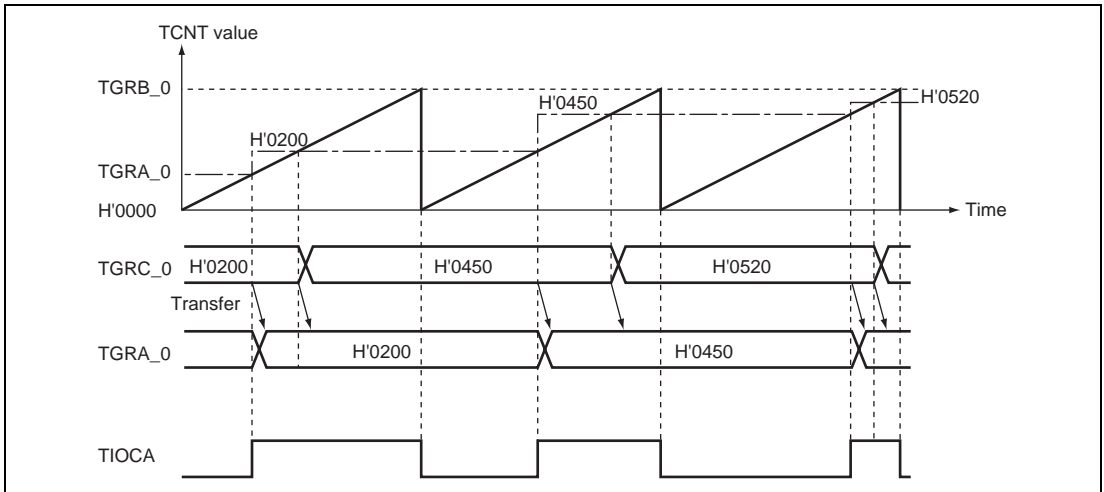 TCNT value
TGRB_0
H'0520
H'0450
H'0200
TGRA_0
H'0000
Time
TGRC_0
H'0200
H'0450
H'0520
Transfer
TGRA_0
H'0200
H'0450
TIOCA